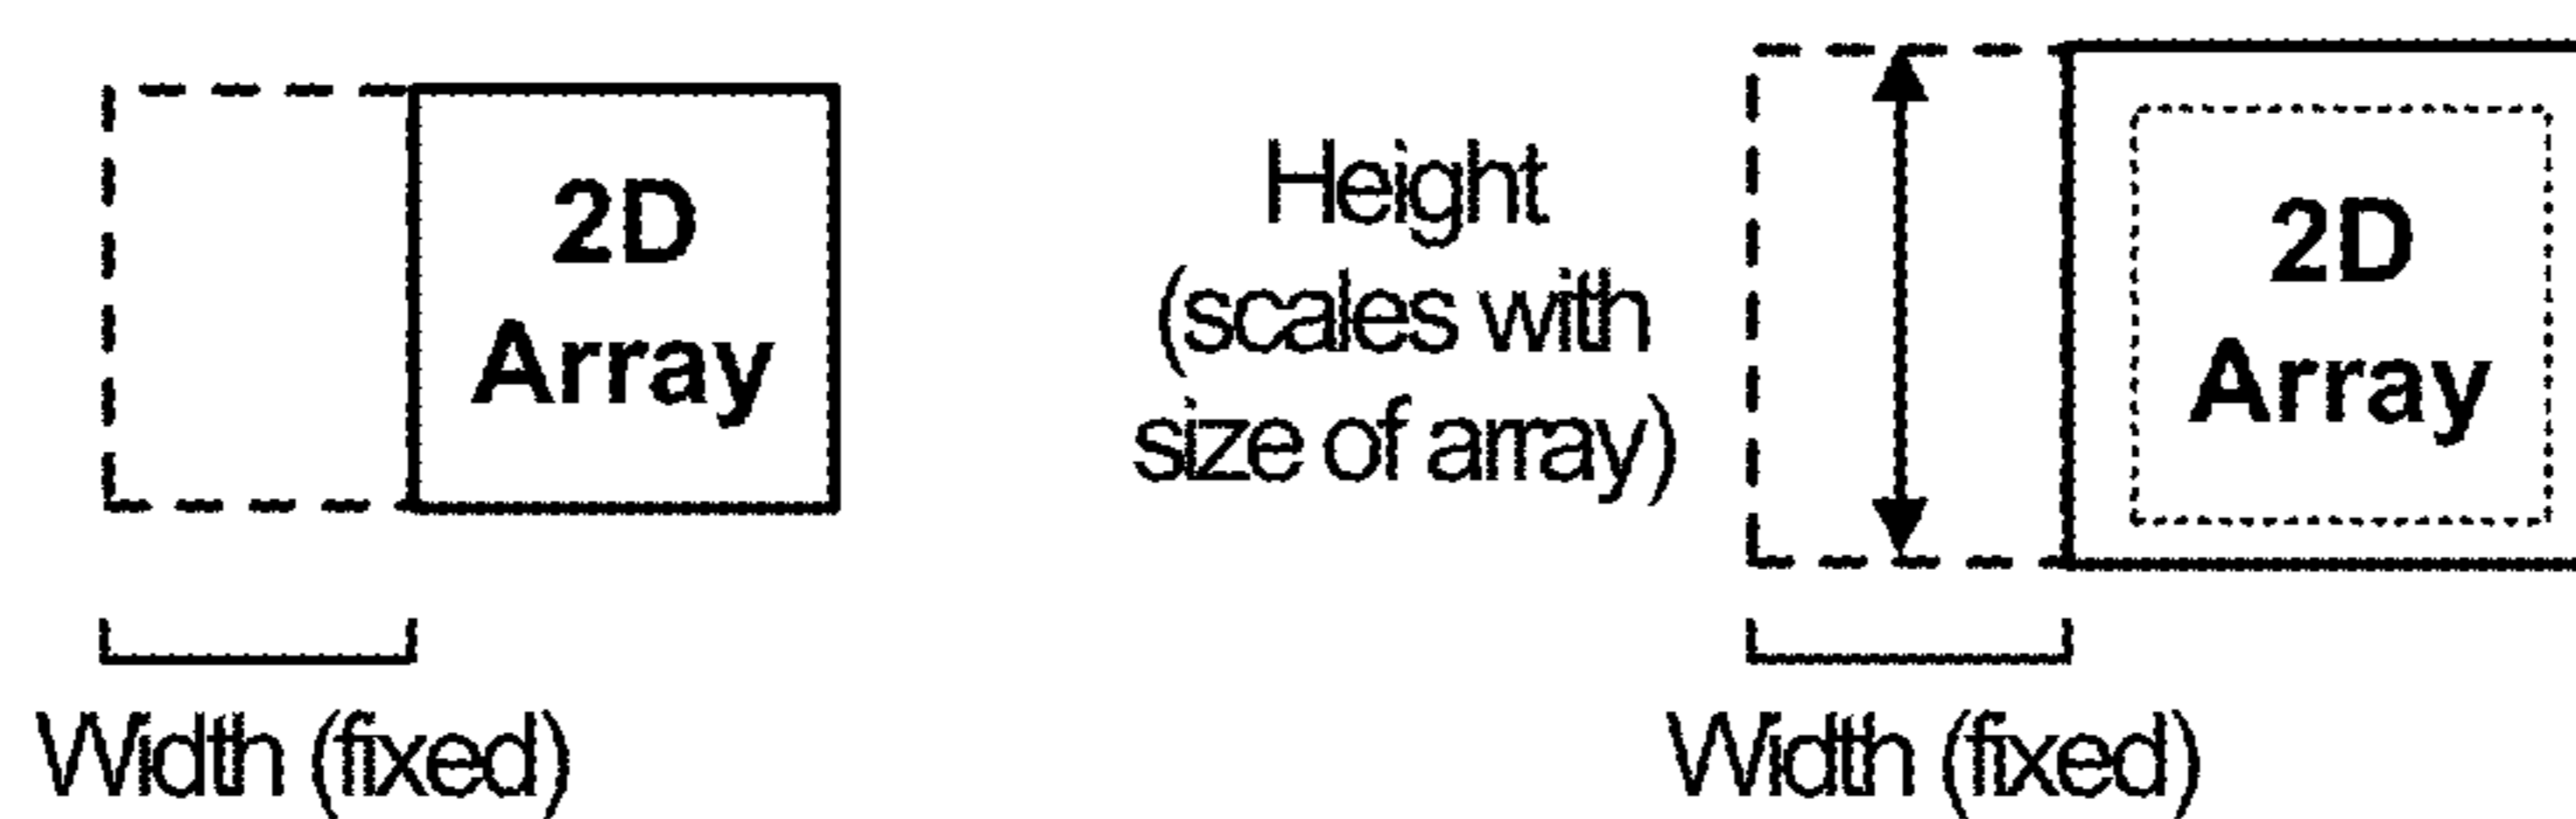 2D
Array
Width (fixed)
Height
(scales with
size of array)
2D
Array
Width (fixed)